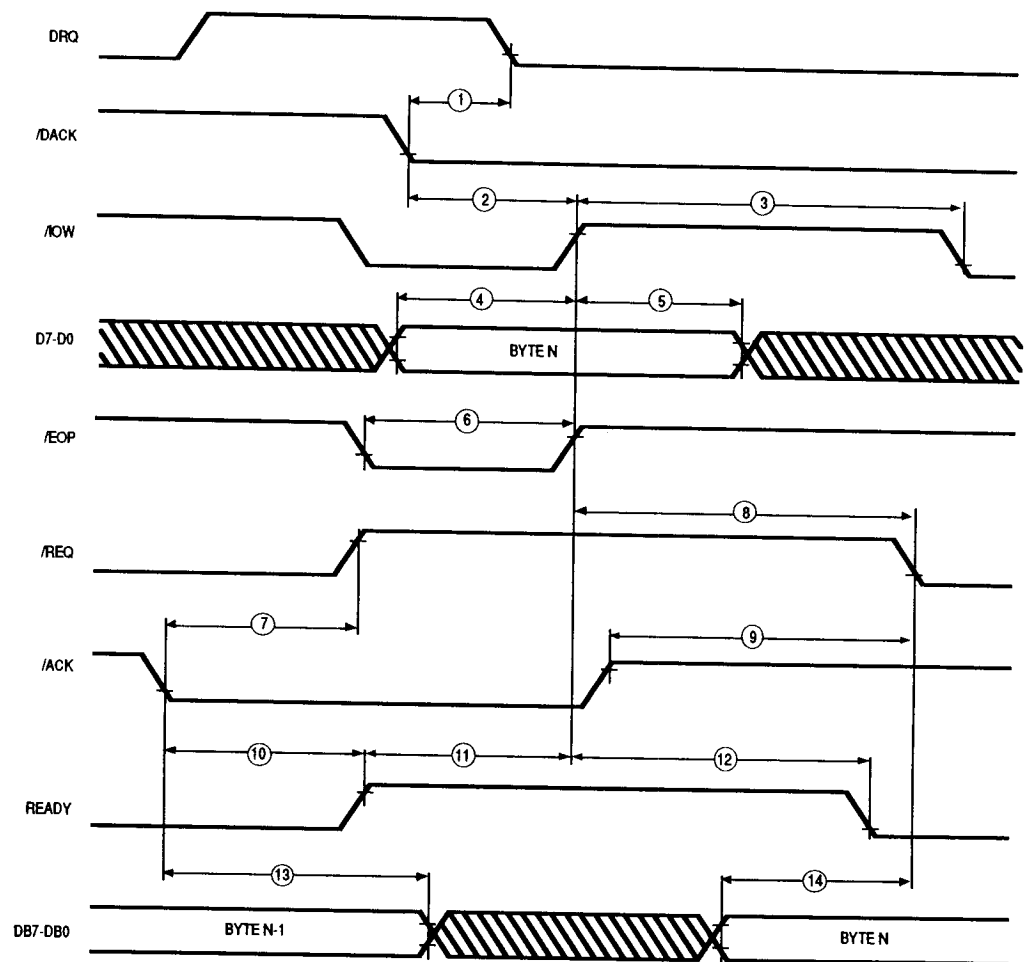 DRQ
1
/DACK
2
3
/IOW
4
5
D7-D0
BYTE N
6
/EOP
8
/REQ
7
9
/ACK
10
11
12
READY
13
14
DB7-DB0
BYTE N-1
BYTE N